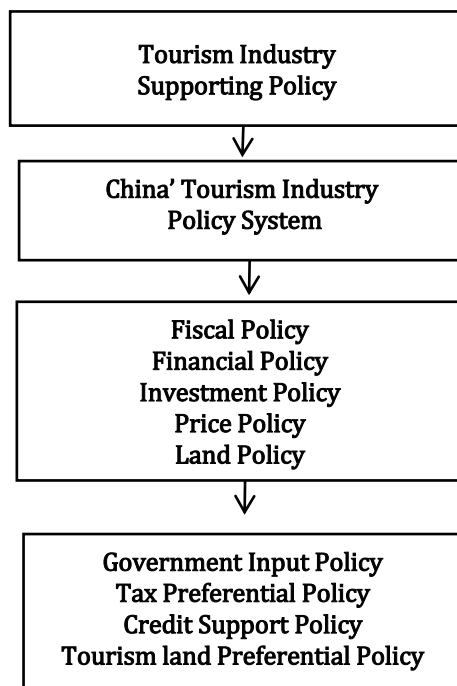 Tourism Industry
Supporting Policy
China’ Tourism Industry
Policy System
Fiscal Policy
Financial Policy
Investment Policy
Price Policy
Land Policy
Government Input Policy
Tax Preferential Policy
Credit Support Policy
Tourism land Preferential Policy